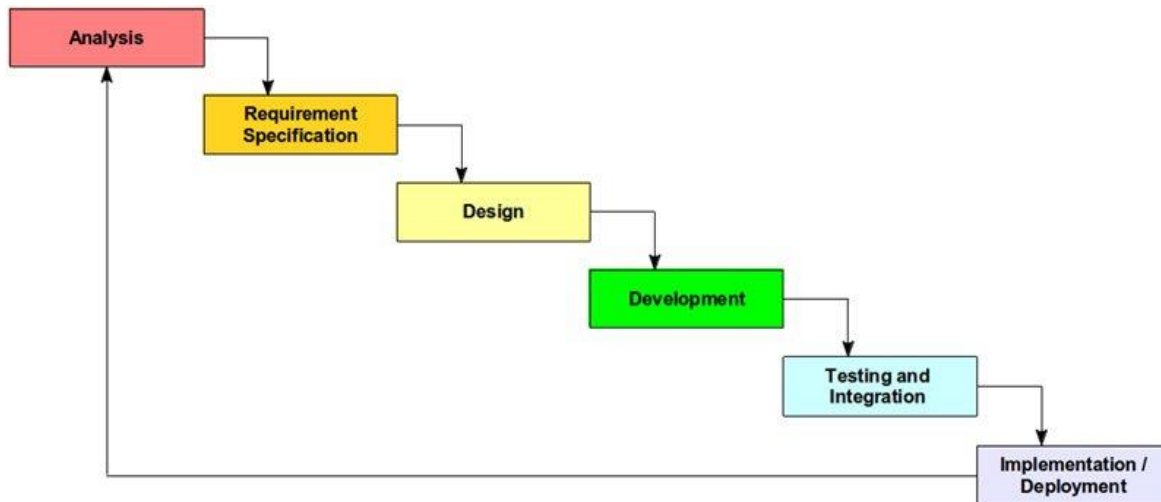 Analysis
Requirement
Specification
Design
Development
Testing and
Integration
Implementation /
Deployment